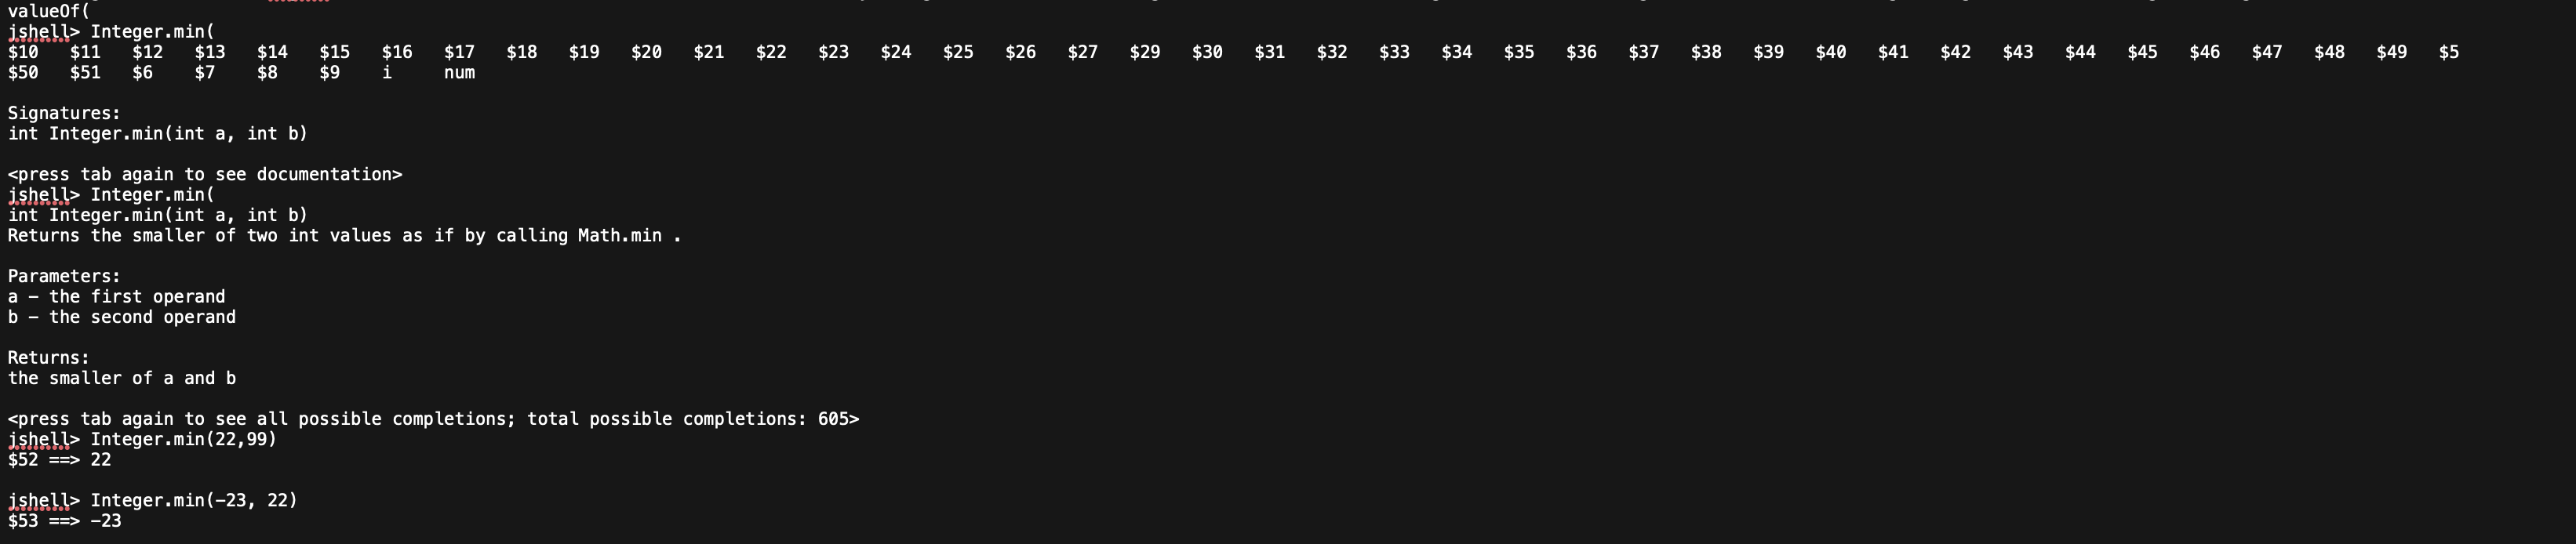 valueOf(
jshell> Integer.min(
$10 $11 $12 $13 $14 $15 $16 $17 $18 $19 $20 $21 $22 $23 $24 $25 $26 $27 $29 $30 $31 $32 $33 $34 $35 $36 $37 $38 $39 $40 $41 $42 $43 $44 $45 $46 $47 $48 $49 $5
$50 $51 $6 $7 $8 $9 i num
Signatures:
int Integer.min(int a, int b)
<press tab again to see documentation>
jshell> Integer.min(
int Integer.min(int a, int b)
Returns the smaller of two int values as if by calling Math.min .
Parameters:
a – the first operand
b – the second operand
Returns:
the smaller of a and b
<press tab again to see all possible completions; total possible completions: 605>
jshell> Integer.min(22,99)
$52 ==> 22
jshell> Integer.min(-23, 22)
$53 ==> -23